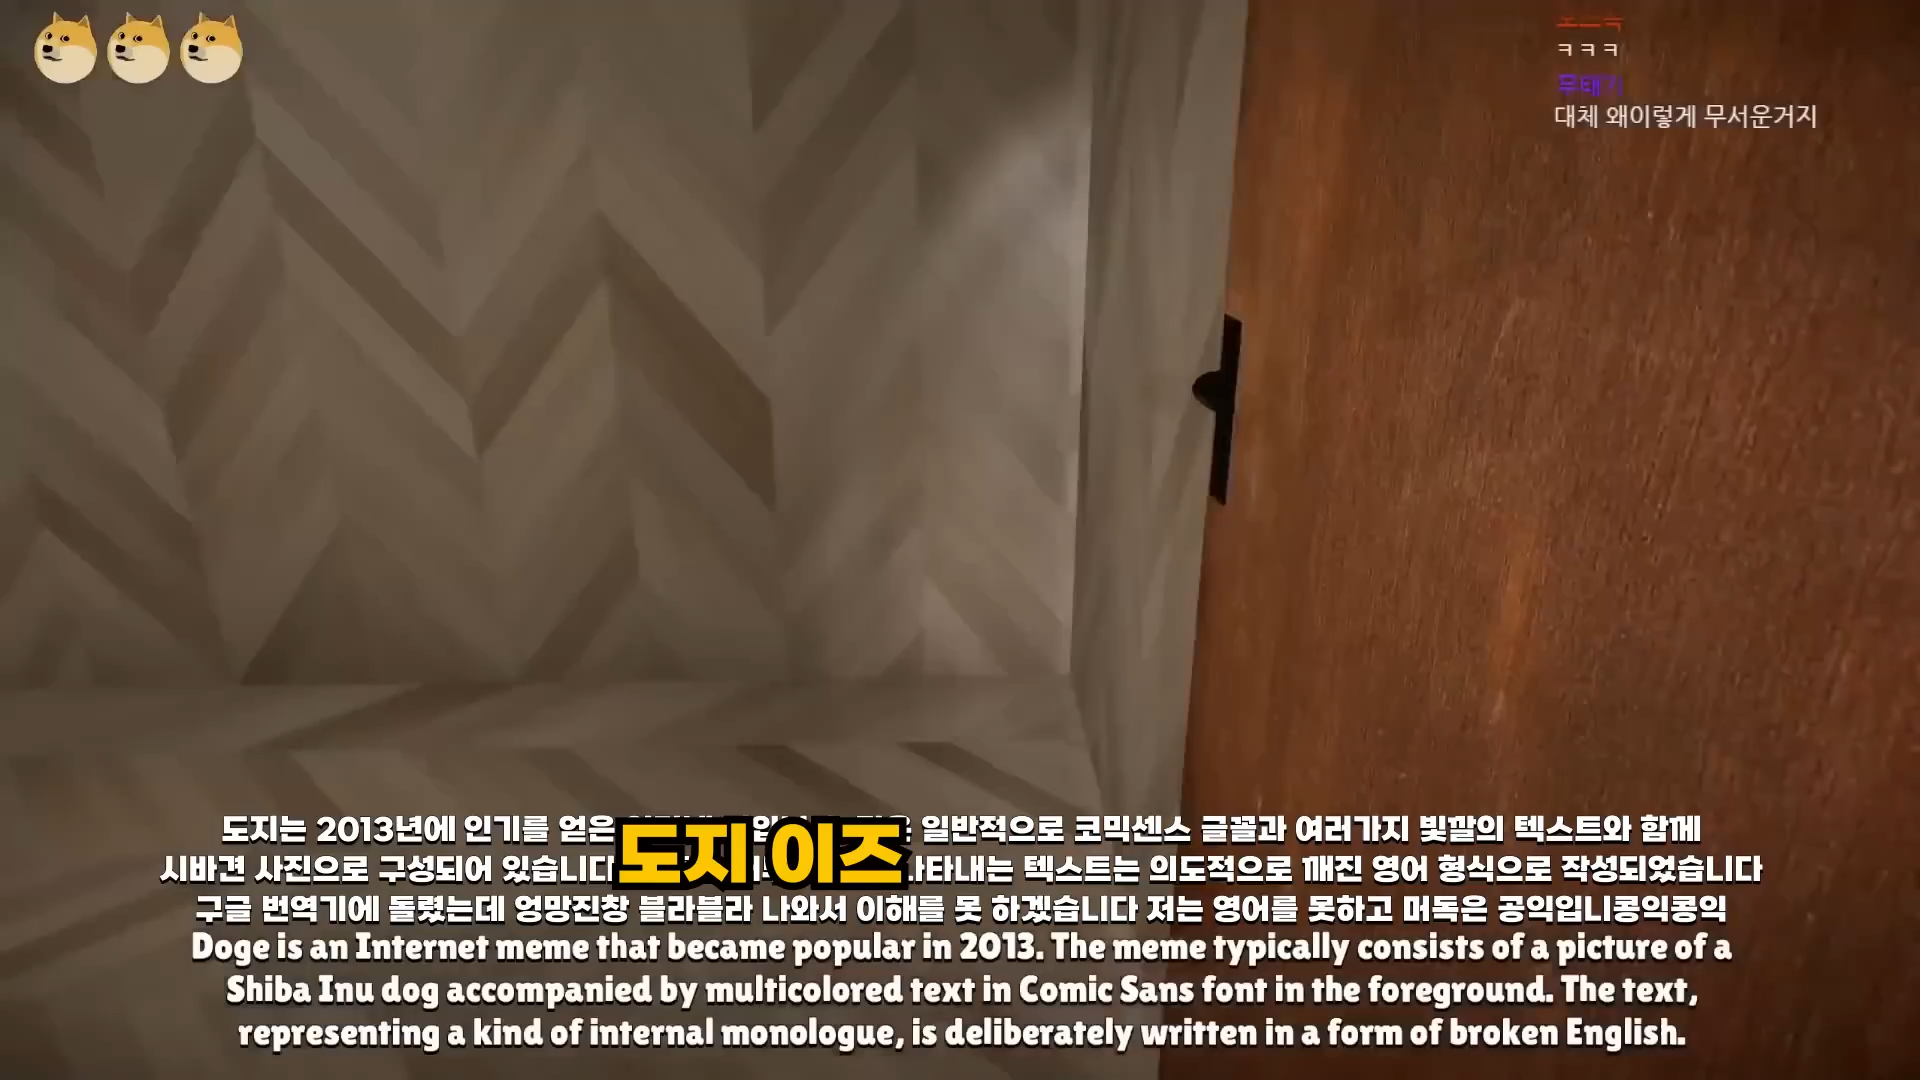 ㅋㅋㅋ
무태기
대체 왜이렇게 무서운거지
도지는 2013년에 인기를 얻은 일반적으로 코믹센스 글꼴과 여러가지 빛깔의 텍스트와 함께
시바견 사진으로 구성되어 있습니다 나타내는 텍스트는 의도적으로 깨진 영어 형식으로 작성되었습니다
도지 이즈
구글 번역기에 돌렸는데 엉망진창 블라블라 나와서 이해를 못 하겠습니다 저는 영어를 못하고 머독은 공익입니콩익콩익
Doge is an Internet meme that became popular in 2013. The meme typically consists of a picture of a
Shiba Inu dog accompanied by multicolored text in Comic Sans font in the foreground. The text,
representing a kind of internal monologue, is deliberately written in a form of broken English.